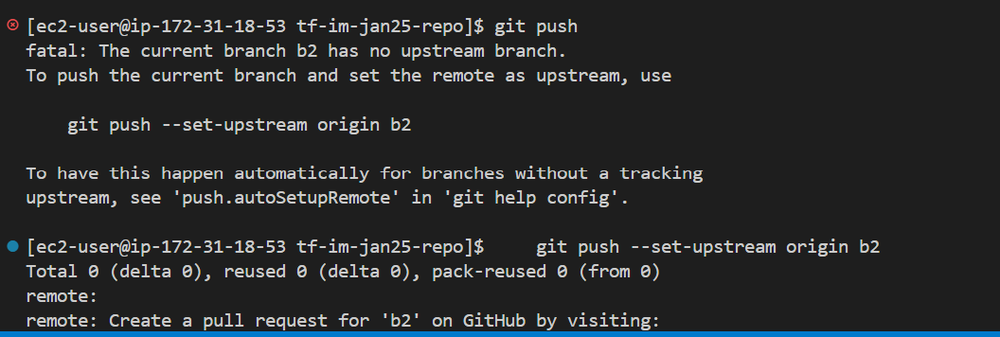 [ec2-user@ip-172-31-18-53 tf-im-jan25-repo]$ git push
fatal: The current branch b2 has no upstream branch.
To push the current branch and set the remote as upstream, use
    git push --set-upstream origin b2
To have this happen automatically for branches without a tracking
upstream, see 'push.autoSetupRemote' in 'git help config'.
[ec2-user@ip-172-31-18-53 tf-im-jan25-repo]$     git push --set-upstream origin b2
Total 0 (delta 0), reused 0 (delta 0), pack-reused 0 (from 0)
remote:
remote: Create a pull request for 'b2' on GitHub by visiting: